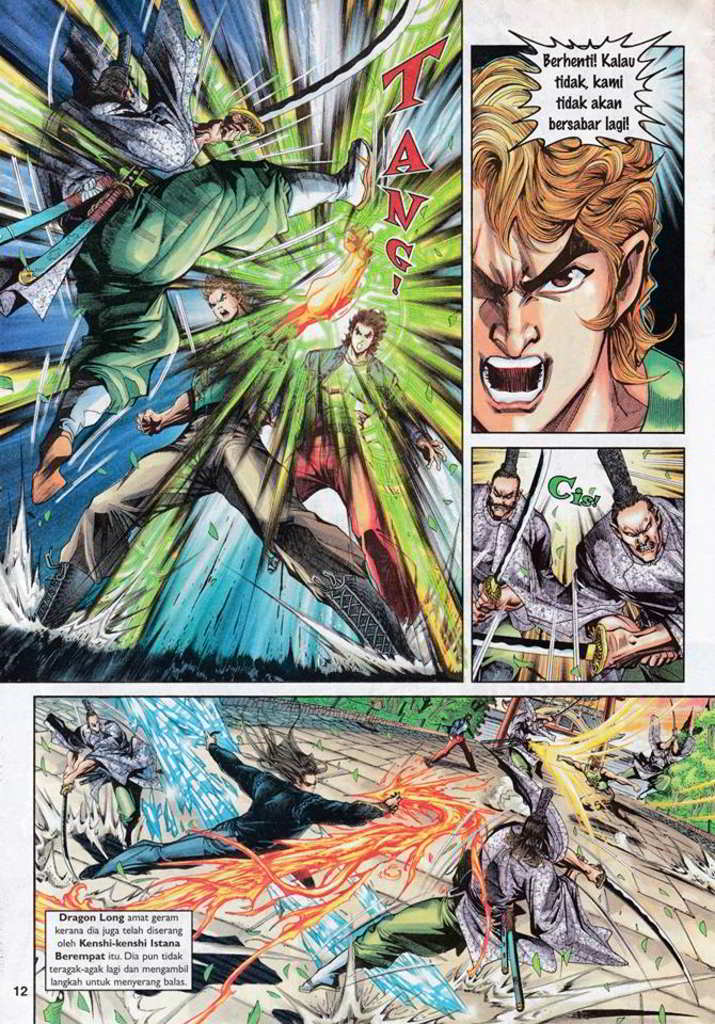 TANG!
Berhenti! Kalau
tidak, kami
tidak akan
bersabar lagi!
Cis!
Dragon Long amat geram
kerana dia juga telah diserang
oleh Kenshi-kenshi Istana
Berempat itu. Dia pun tidak
teragak-agak lagi dan mengambil
langkah untuk menyerang balas.
12